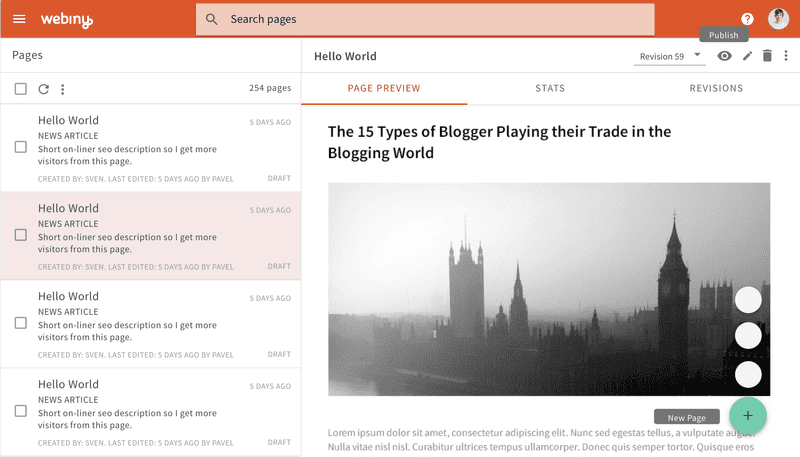 webiny
Search pages
?
Publish
Pages
Hello World
Revision 59
254 pages
PAGE PREVIEW
STATS
REVISIONS
Hello World
5 DAYS AGO
NEWS ARTICLE
Short on-liner seo description so I get more
visitors from this page.
CREATED BY: SVEN. LAST EDITED: 5 DAYS AGO BY PAVEL
DRAFT
Hello World
5 DAYS AGO
NEWS ARTICLE
Short on-liner seo description so I get more
visitors from this page.
CREATED BY: SVEN. LAST EDITED: 5 DAYS AGO BY PAVEL
DRAFT
Hello World
5 DAYS AGO
NEWS ARTICLE
Short on-liner seo description so I get more
visitors from this page.
CREATED BY: SVEN. LAST EDITED: 5 DAYS AGO BY PAVEL
DRAFT
Hello World
5 DAYS AGO
NEWS ARTICLE
Short on-liner seo description so I get more
visitors from this page.
CREATED BY: SVEN. LAST EDITED: 5 DAYS AGO BY PAVEL
DRAFT
The 15 Types of Blogger Playing their Trade in the
Blogging World
New Page
+
Lorem ipsum dolor sit amet, consectetur adipiscing elit. Nunc sed egestas tellus, a vulputate augue.
Nulla vitae nisl nisl. Curabitur ultrices tempus ullamcorper. Donec quis semper tortor. Quisque eros